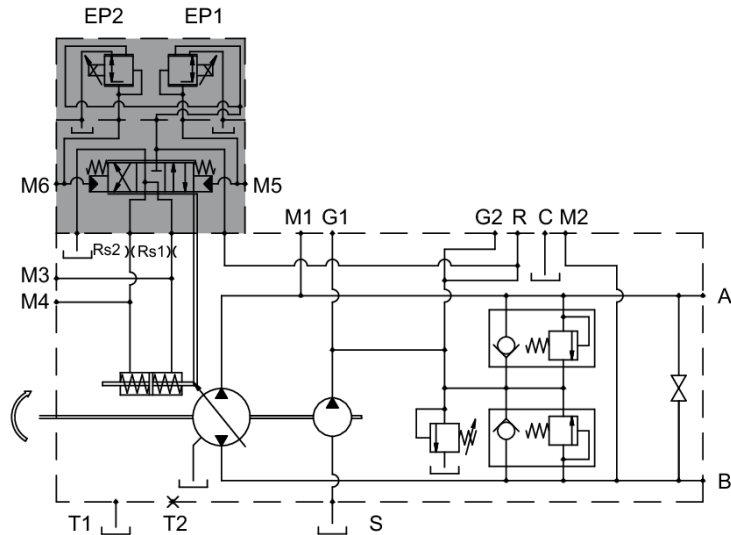 EP2 EP1
M6 M5
M1 G1 G2 R C M2
Rs2 Rs1
M3
M4
A
B
T1 T2 S